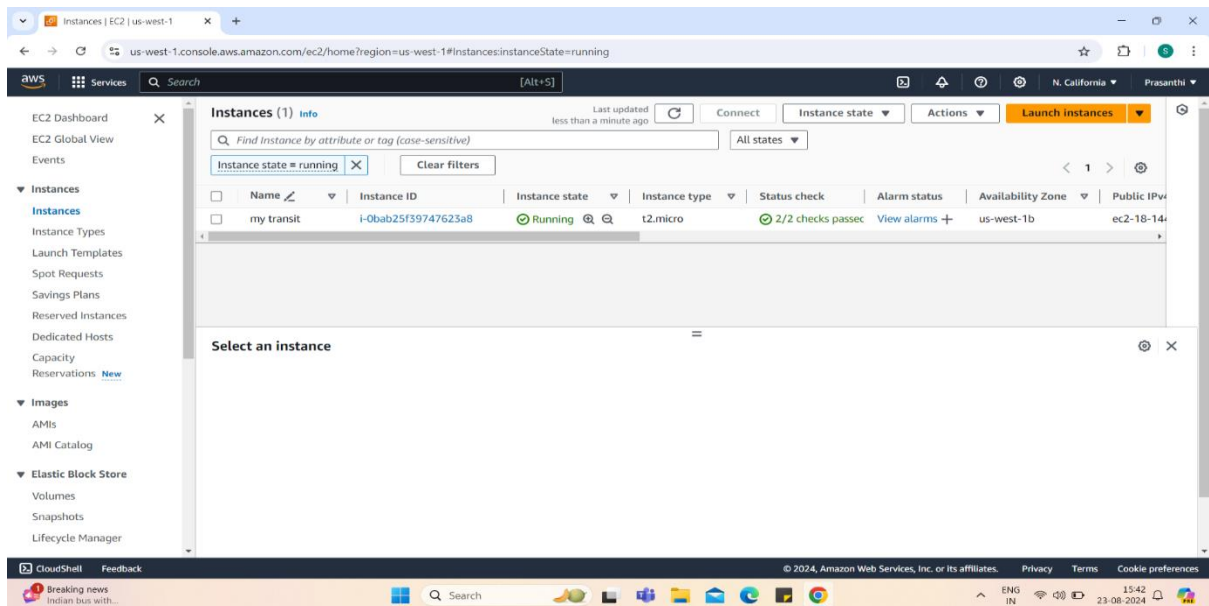 Instances | EC2 | us-west-1
us-west-1.console.aws.amazon.com/ec2/home?region=us-west-1#Instances:instanceState=running
S
aws Services Search [Alt+S] N. California Prasanthi
EC2 Dashboard
EC2 Global View
Events
Instances
Instances
Instance Types
Launch Templates
Spot Requests
Savings Plans
Reserved Instances
Dedicated Hosts
Capacity
Reservations New
Images
AMIs
AMI Catalog
Elastic Block Store
Volumes
Snapshots
Lifecycle Manager
Instances (1) Info
Last updated
less than a minute ago
Connect Instance state Actions Launch instances
Find Instance by attribute or tag (case-sensitive) All states
Instance state = running Clear filters
1
Name Instance ID Instance state Instance type Status check Alarm status Availability Zone Public IPv4
my transit i-0bab25f39747623a8 Running t2.micro 2/2 checks passec View alarms + us-west-1b ec2-18-144
Select an instance
CloudShell Feedback © 2024, Amazon Web Services, Inc. or its affiliates. Privacy Terms Cookie preferences
Breaking news
Indian bus with...
Search
ENG
IN
15:42
23-08-2024